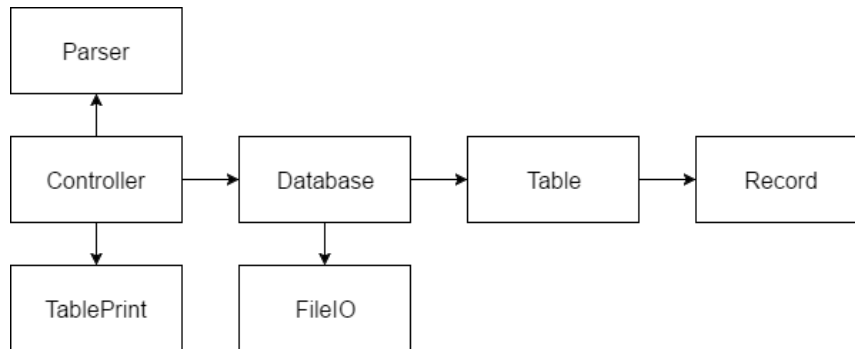 Parser
Controller
Database
Table
Record
TablePrint
FileIO